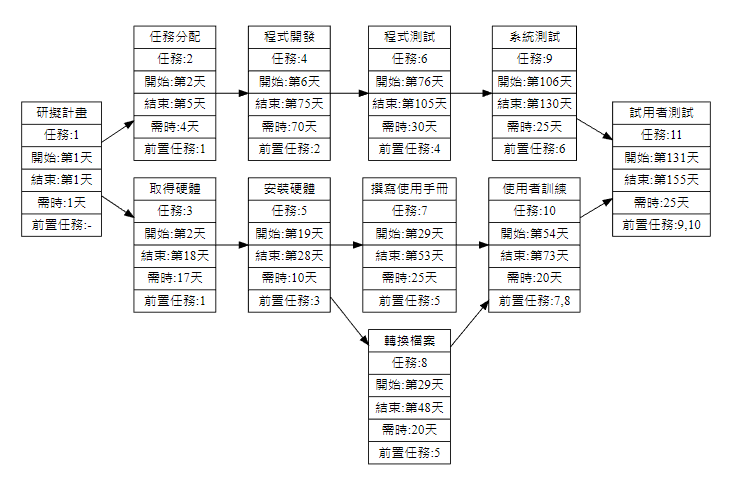 研擬計畫
任務:1
開始:第1天
結束:第1天
需時:1天
前置任務:-
任務分配
任務:2
開始:第2天
結束:第5天
需時:4天
前置任務:1
程式開發
任務:4
開始:第6天
結束:第75天
需時:70天
前置任務:2
程式測試
任務:6
開始:第76天
結束:第105天
需時:30天
前置任務:4
系統測試
任務:9
開始:第106天
結束:第130天
需時:25天
前置任務:6
取得硬體
任務:3
開始:第2天
結束:第18天
需時:17天
前置任務:1
安裝硬體
任務:5
開始:第19天
結束:第28天
需時:10天
前置任務:3
撰寫使用手冊
任務:7
開始:第29天
結束:第53天
需時:25天
前置任務:5
使用者訓練
任務:10
開始:第54天
結束:第73天
需時:20天
前置任務:7,8
轉換檔案
任務:8
開始:第29天
結束:第48天
需時:20天
前置任務:5
試用者測試
任務:11
開始:第131天
結束:第155天
需時:25天
前置任務:9,10